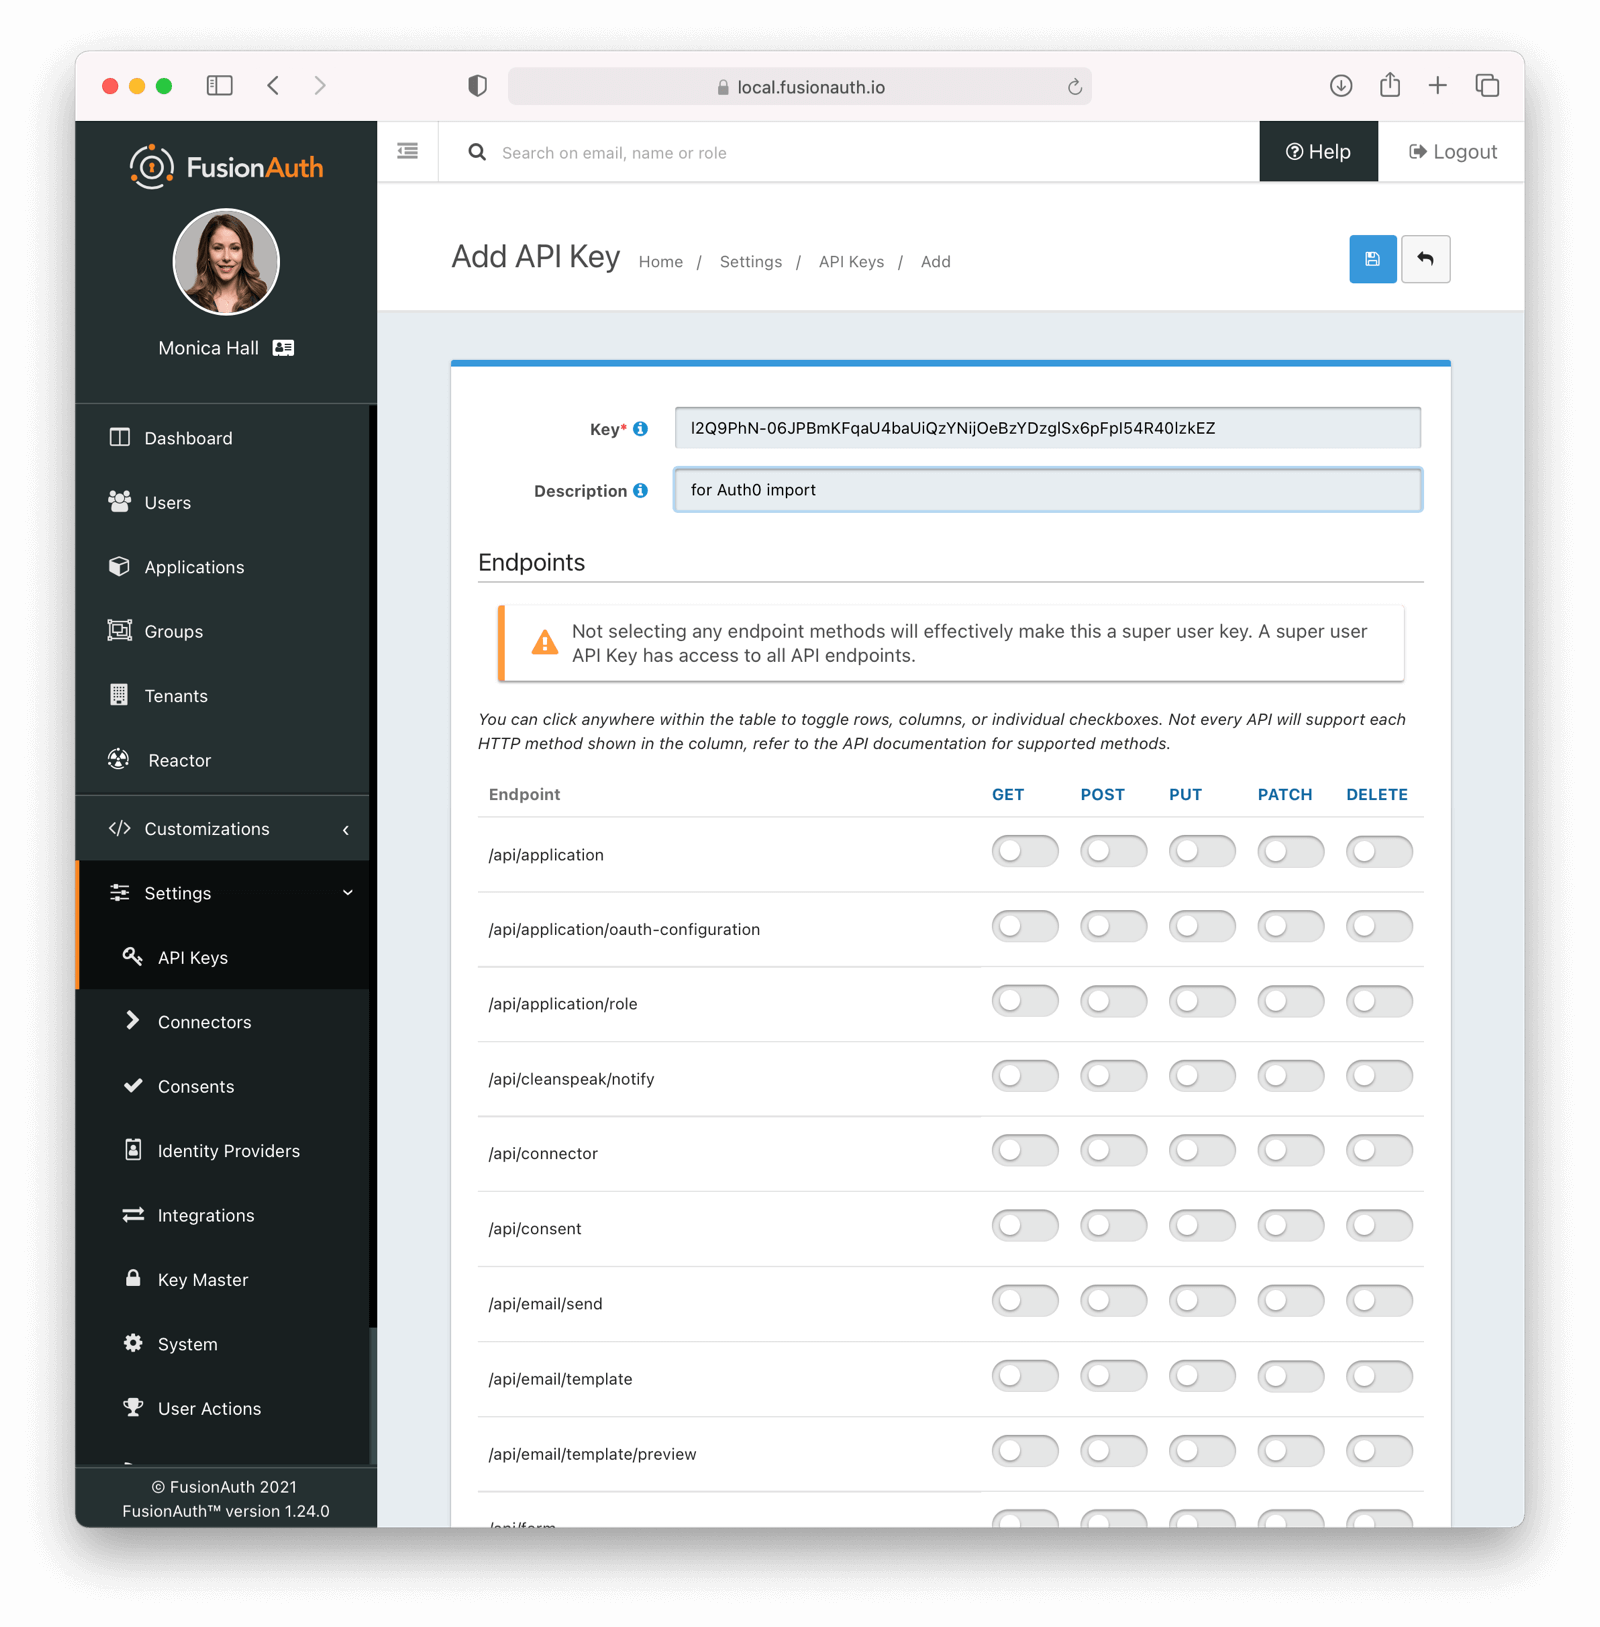 local.fusionauth.io
FusionAuth
Search on email, name or role
Help
Logout
Monica Hall
Add API Key
Home / Settings / API Keys / Add
Dashboard
Users
Applications
Groups
Tenants
Reactor
Customizations
Settings
API Keys
Connectors
Consents
Identity Providers
Integrations
Key Master
System
User Actions
© FusionAuth 2021
FusionAuth™ version 1.24.0
Key* I2Q9PhN-06JPBmKFqaU4baUiQzYNijOeBzYDzgISx6pFpI54R40IzkEZ
Description for Auth0 import
Endpoints
Not selecting any endpoint methods will effectively make this a super user key. A super user
API Key has access to all API endpoints.
You can click anywhere within the table to toggle rows, columns, or individual checkboxes. Not every API will support each
HTTP method shown in the column, refer to the API documentation for supported methods.
Endpoint GET POST PUT PATCH DELETE
/api/application
/api/application/oauth-configuration
/api/application/role
/api/cleanspeak/notify
/api/connector
/api/consent
/api/email/send
/api/email/template
/api/email/template/preview
/api/form